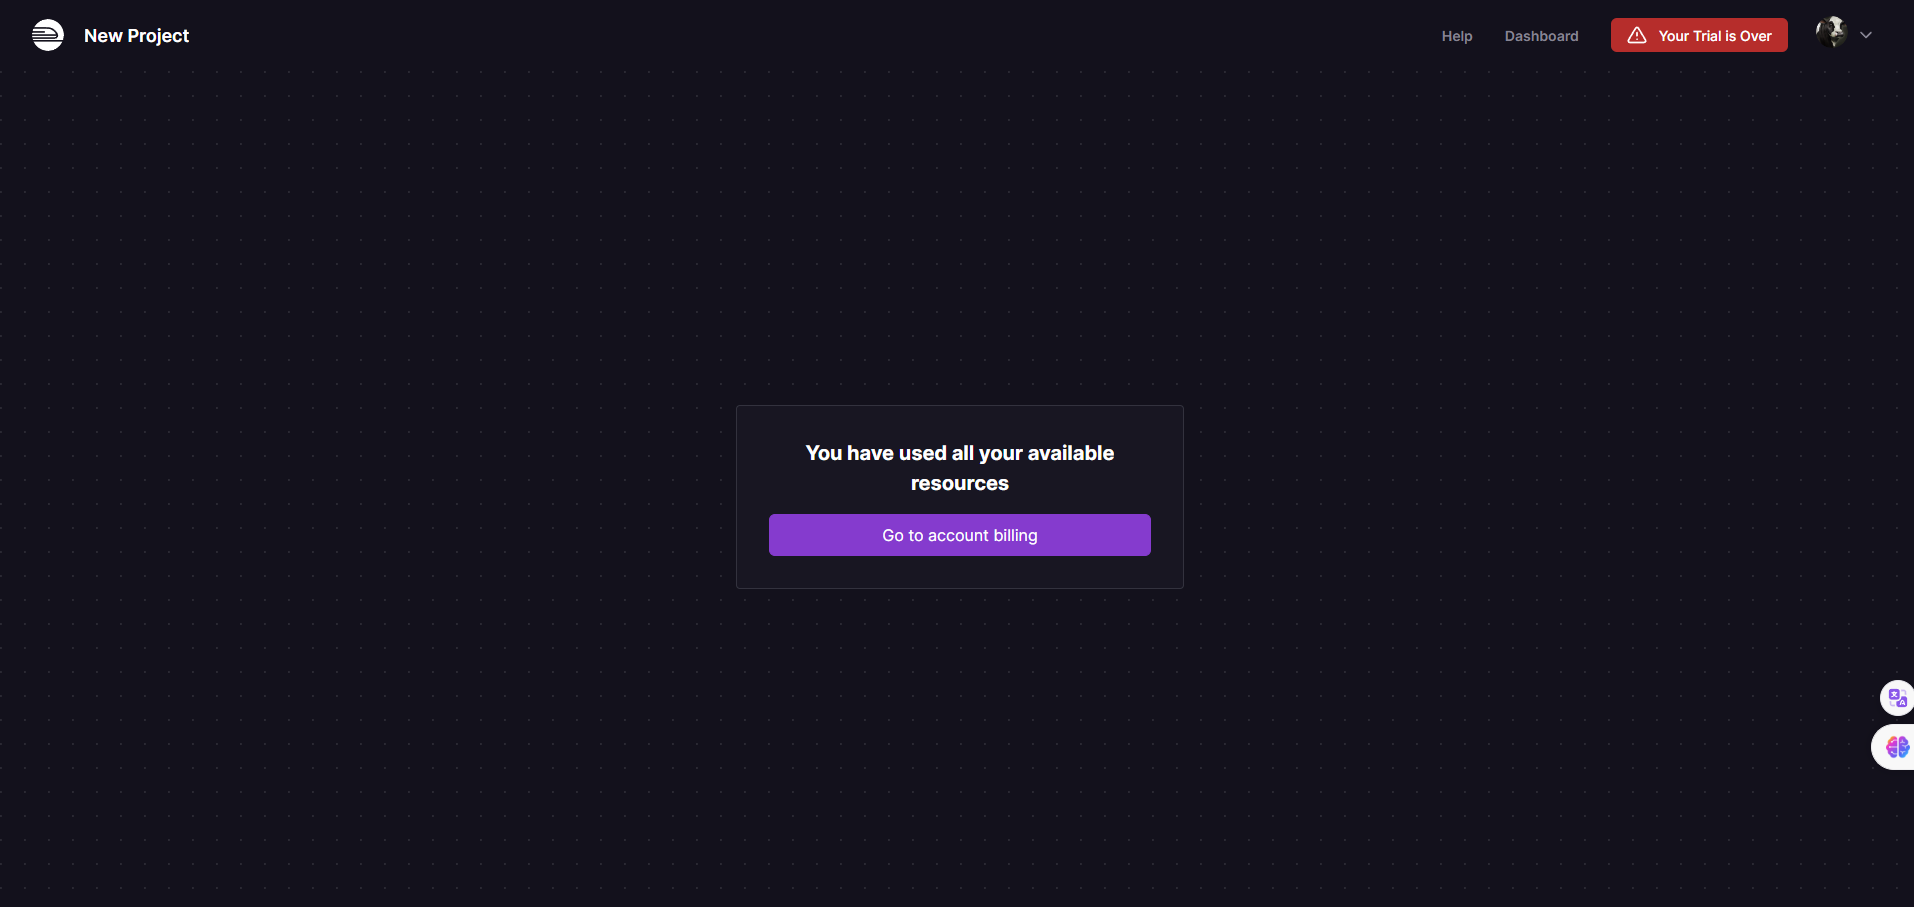 New Project
Help
Dashboard
Your Trial is Over
You have used all your available
resources
Go to account billing